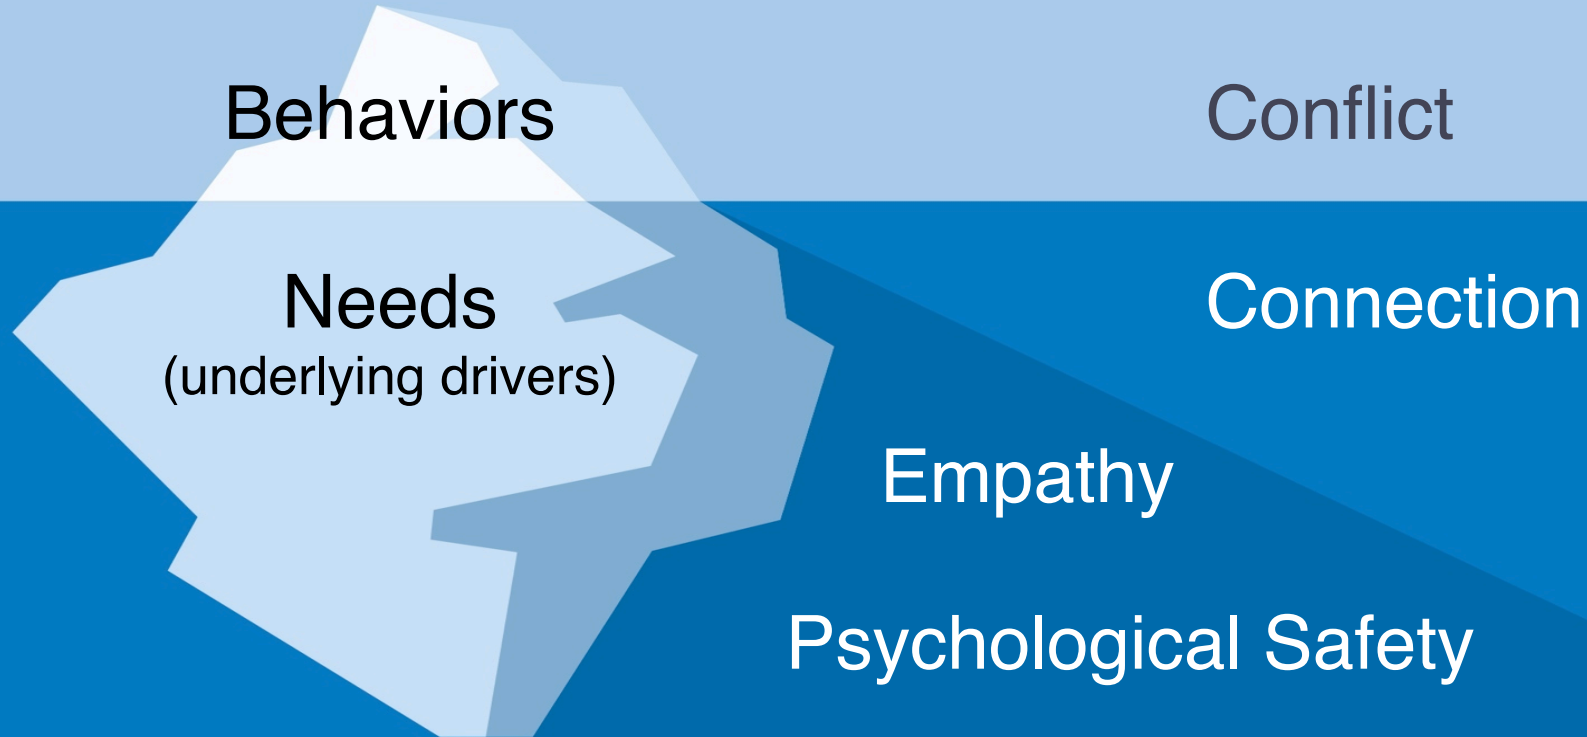 Behaviors
Conflict
Needs
(underlying drivers)
Connection
Empathy
Psychological Safety